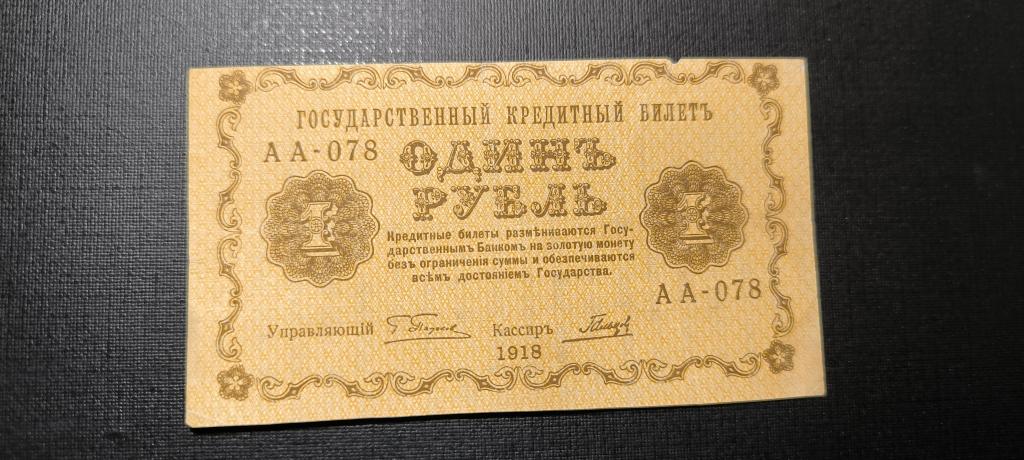 ГОСУДАРСТВЕННЫЙ КРЕДИТНЫЙ БИЛЕТЪ
АА-078
ОДИНЪ
РУБЛЬ
1
1
Кредитные билеты размѣниваются Госу-
дарственнымъ Банкомъ на золотую монету
безъ ограниченія суммы и обезпечиваются
всѣмъ достояніемъ Государства.
АА-078
Управляющій
Кассиръ
1918